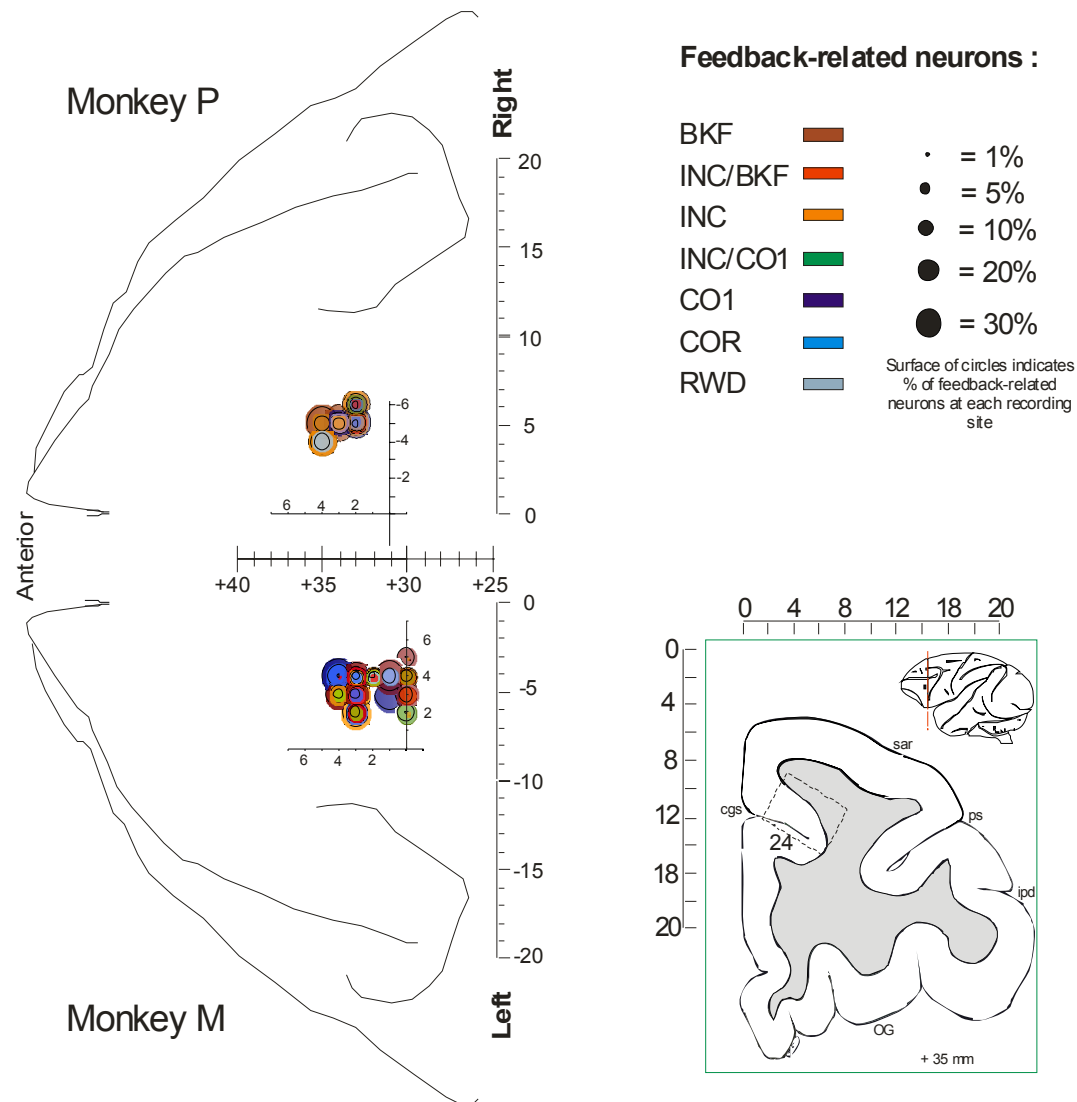 Monkey P
Right
20
15
10
5
0
-6
-4
-2
6 4 2
Anterior
+40 +35 +30 +25
0
-5
-10
-15
-20
6
4
2
6 4 2
Left
Monkey M
Feedback-related neurons :
BKF
INC/BKF
INC
INC/CO1
CO1
COR
RWD
= 1%
= 5%
= 10%
= 20%
= 30%
Surface of circles indicates
% of feedback-related
neurons at each recording
site
0 4 8 12 18 20
0
4
8
12
18
20
sar
cgs
ps
24
ipd
OG
+ 35 mm